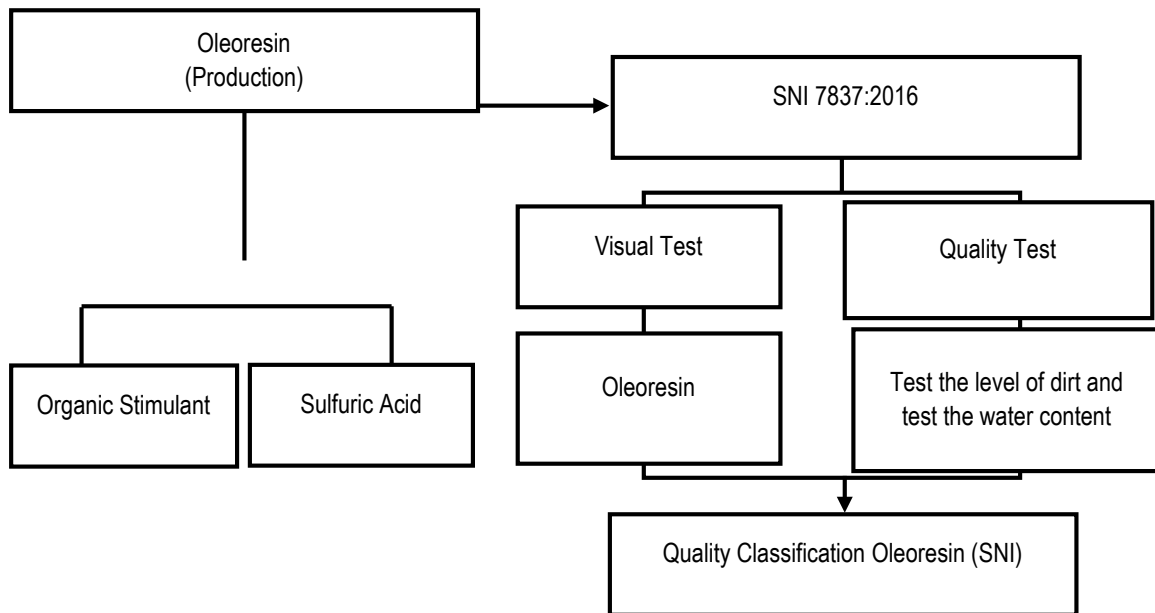 Oleoresin
(Production)
SNI 7837:2016
Visual Test
Quality Test
Organic Stimulant
Sulfuric Acid
Oleoresin
Test the level of dirt and
test the water content
Quality Classification Oleoresin (SNI)